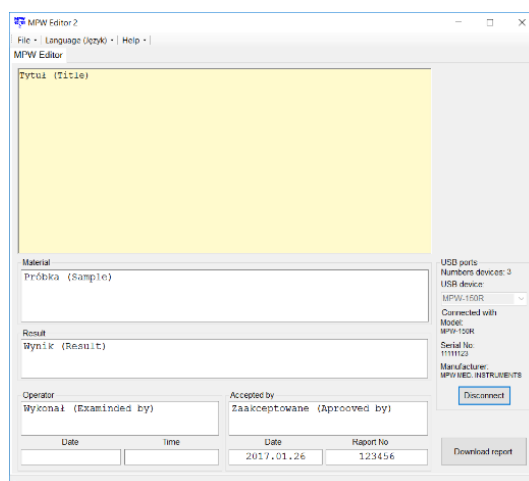 MPW Editor 2
File Language (Język) Help
MPW Editor
Tytuł (Title)
Material
Próbka (Sample)
Result
Wynik (Result)
Operator
Wykonał (Examinded by)
Accepted by
Zaakceptowane (Aprooved by)
Date
Time
Date
Raport No
2017.01.26
123456
USB ports
Numbers devices: 3
USB device:
MPW-150R
Connected with
Model:
MPW-150R
Serial No:
11111123
Manufacturer:
MPW MED. INSTRUMENTS
Disconnect
Download report